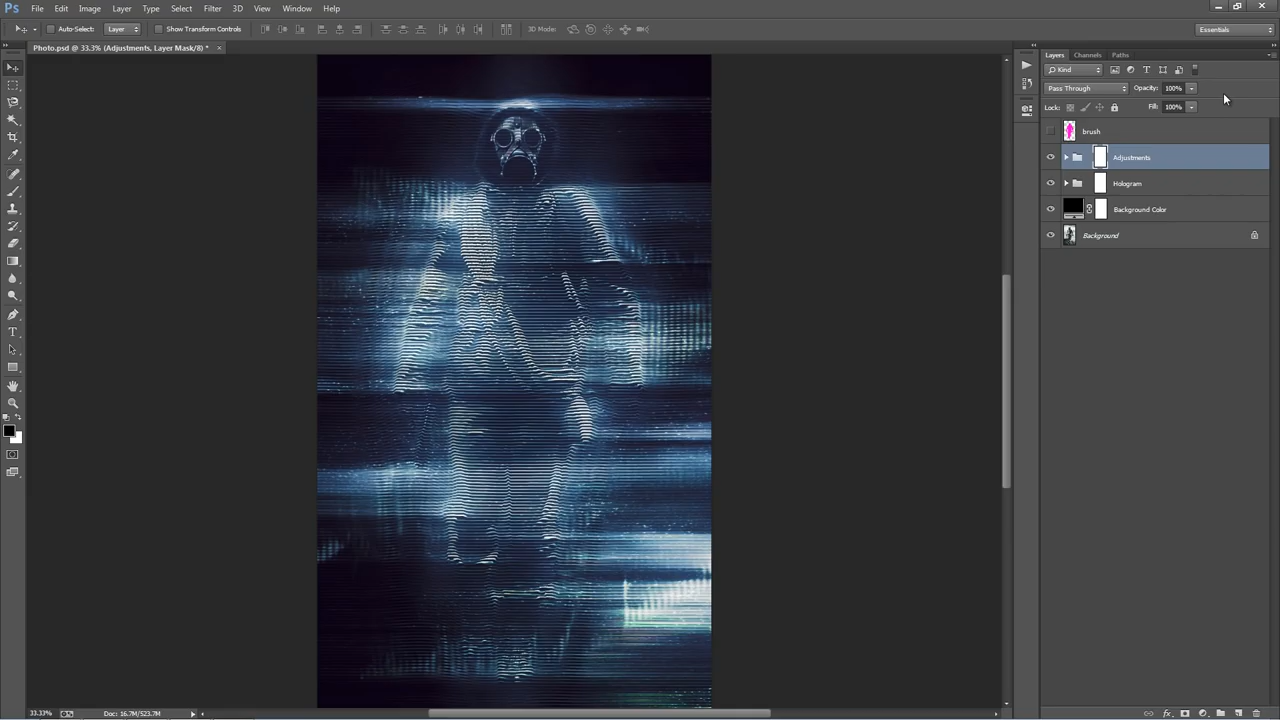 Ps File Edit Image Layer Type Select Filter 3D View Window Help
Auto-Select: Layer Show Transform Controls 3D Mode: Essentials
Photo.psd @ 33.3% (Adjustments, Layer Mask/8) * ×
Layers Channels Paths
Kind
Pass Through Opacity: 100%
Lock: Fill: 100%
brush
Adjustments
Hologram
Background Color
Background
33.33% Doc: 16.7M/523.7M